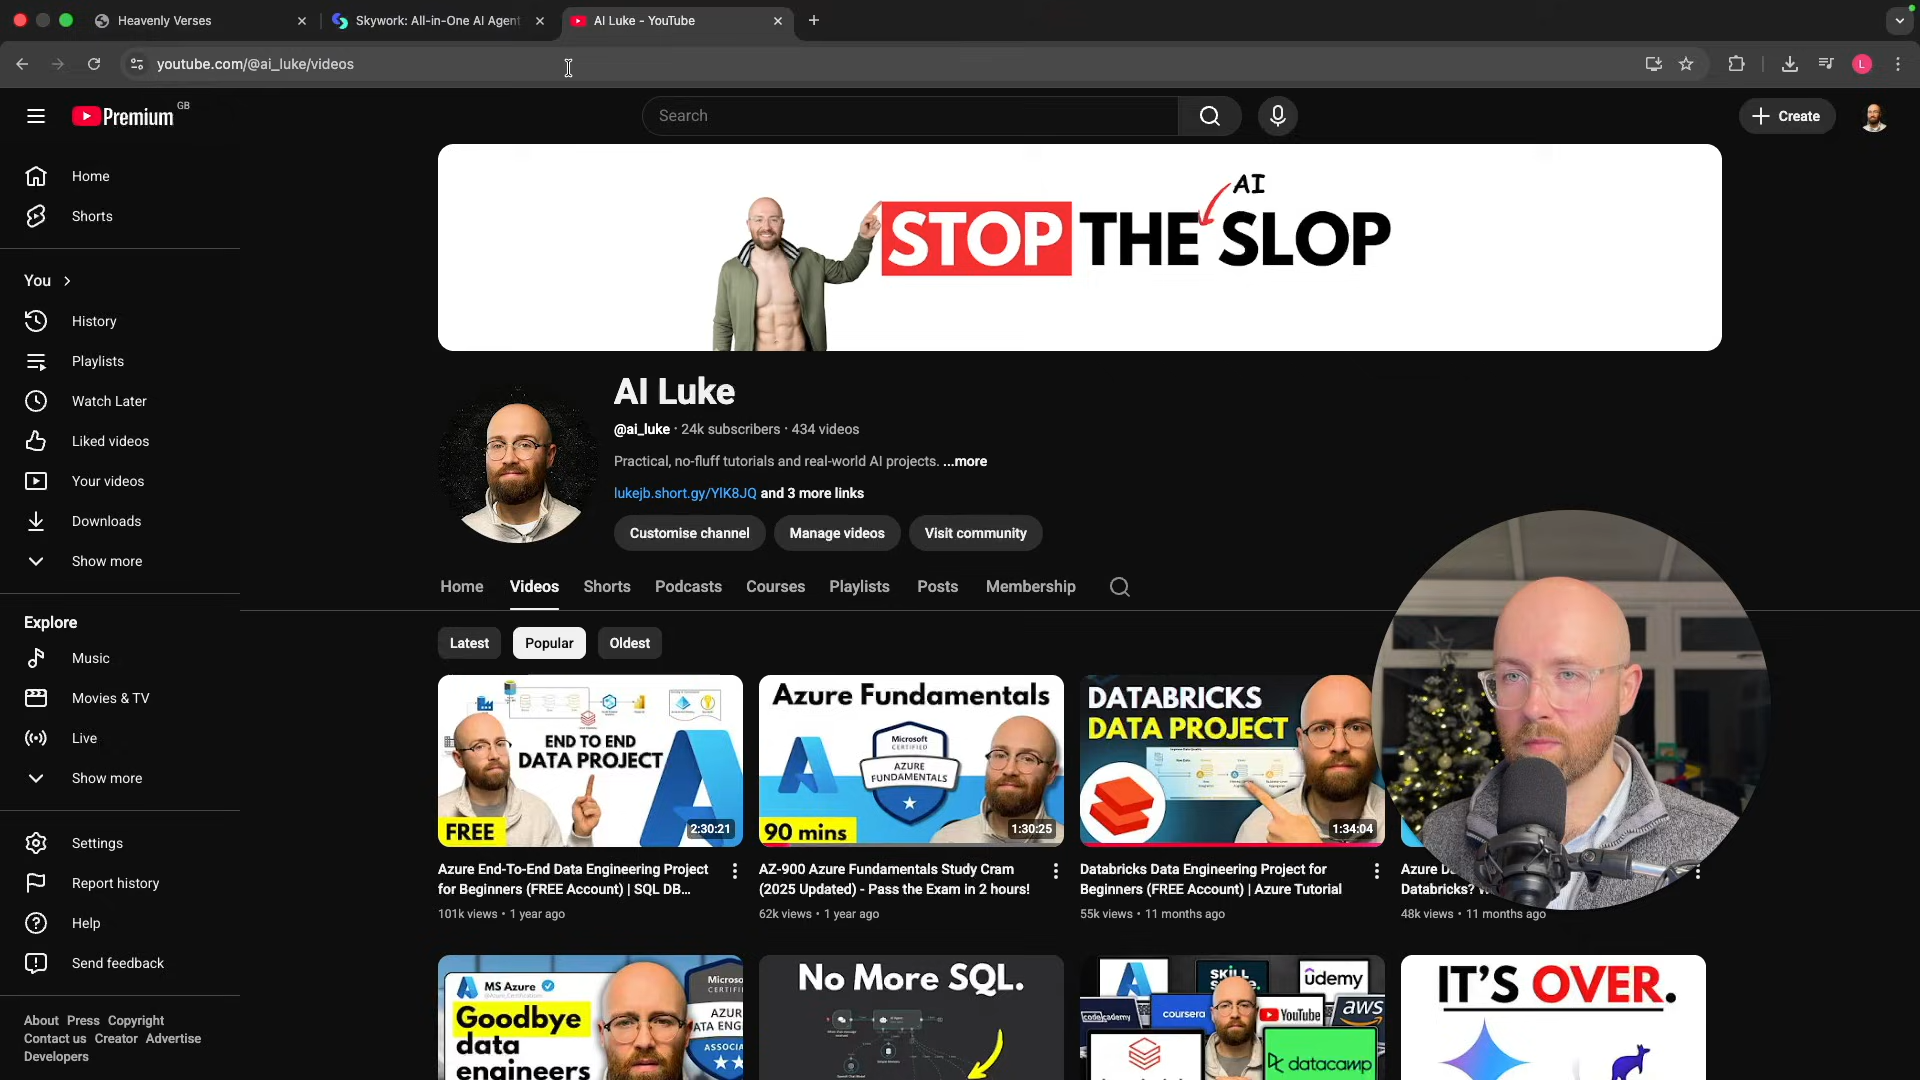 Heavenly Verses
Skywork: All-in-One AI Agent
AI Luke - YouTube
youtube.com/@ai_luke/videos
L
Premium GB
Search
Create
Home
Shorts
You
History
Playlists
Watch Later
Liked videos
Your videos
Downloads
Show more
Explore
Music
Movies & TV
Live
Show more
Settings
Report history
Help
Send feedback
About Press Copyright
Contact us Creator Advertise
Developers
AI
STOP THE SLOP
AI Luke
@ai_luke · 24k subscribers · 434 videos
Practical, no-fluff tutorials and real-world AI projects. ...more
lukejb.short.gy/YlK8JQ and 3 more links
Customise channel
Manage videos
Visit community
Home
Videos
Shorts
Podcasts
Courses
Playlists
Posts
Membership
Latest
Popular
Oldest
END TO END
DATA PROJECT
FREE
2:30:21
Azure End-To-End Data Engineering Project
for Beginners (FREE Account) | SQL DB...
101k views • 1 year ago
Azure Fundamentals
Microsoft
CERTIFIED
AZURE
FUNDAMENTALS
90 mins
1:30:25
AZ-900 Azure Fundamentals Study Cram
(2025 Updated) - Pass the Exam in 2 hours!
62k views • 1 year ago
DATABRICKS
DATA PROJECT
1:34:04
Databricks Data Engineering Project for
Beginners (FREE Account) | Azure Tutorial
55k views • 11 months ago
Azure
Databricks?
48k views • 11 months ago
MS Azure
Goodbye
data
engineers
No More SQL.
SKILL
udemy
codecademy
coursera
YouTube
aws
datacamp
IT'S OVER.